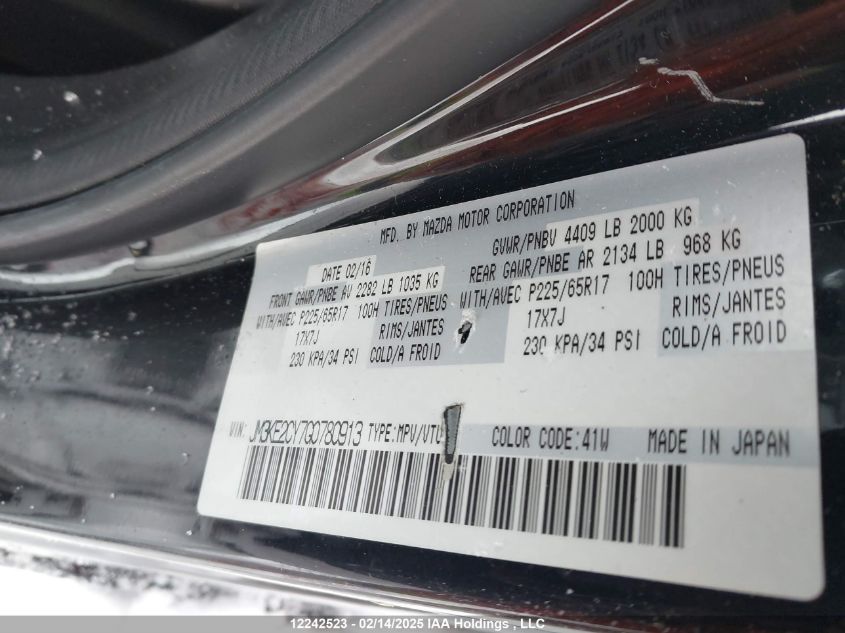 MFD. BY MAZDA MOTOR CORPORATION
DATE 02/16
GVWR/PNBV 4409 LB 2000 KG
FRONT GAWR/PNBE AV 2282 LB 1035 KG
REAR GAWR/PNBE AR 2134 LB 968 KG
WITH/AVEC P225/65R17 100H TIRES/PNEUS
WITH/AVEC P225/65R17 100H TIRES/PNEUS
17X7J RIMS/JANTES
17X7J RIMS/JANTES
230 KPA/34 PSI COLD/A FROID
230 KPA/34 PSI COLD/A FROID
VIN: JM3KE2CY7G0780913 TYPE:MPV/VTU COLOR CODE:41W MADE IN JAPAN
12242523 - 02/14/2025 IAA Holdings, LLC. Copyright